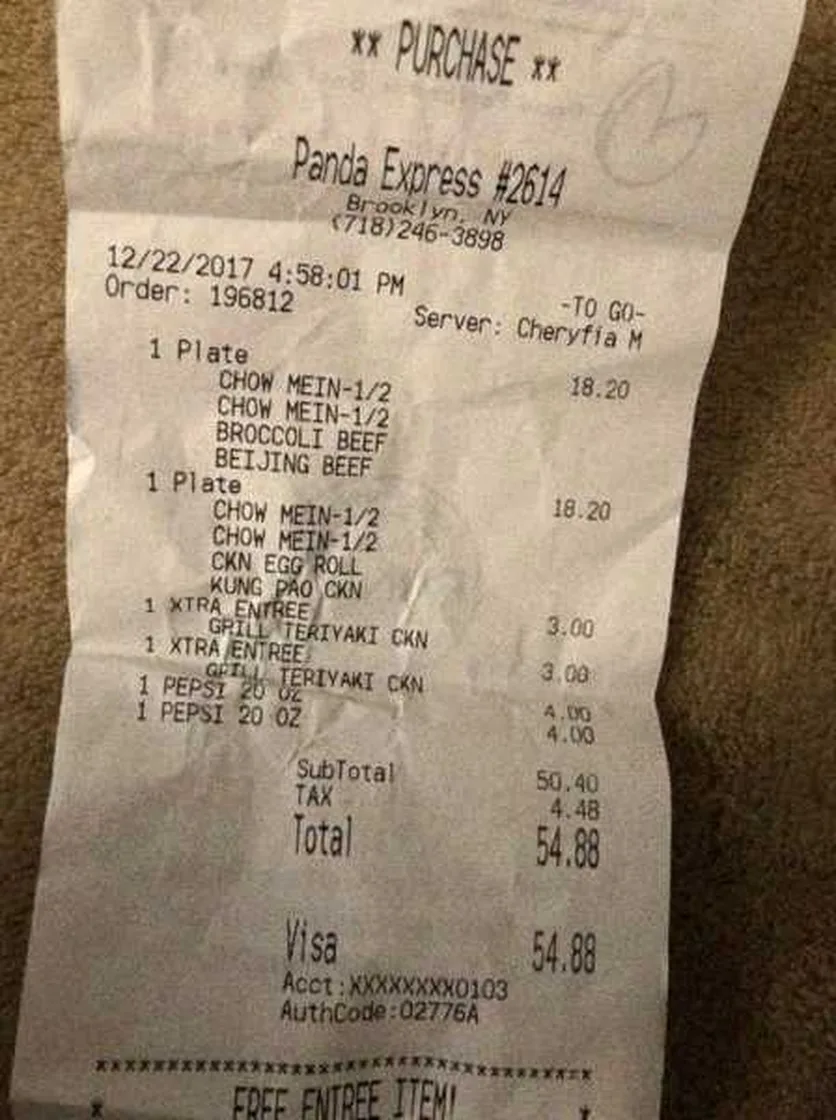 ** PURCHASE **
Panda Express #2614
Brooklyn, NY
(718)246-3898
12/22/2017 4:58:01 PM
-TO GO-
Order: 196812 Server: Cheryfia M
1 Plate 18.20
CHOW MEIN-1/2
CHOW MEIN-1/2
BROCCOLI BEEF
BEIJING BEEF
1 Plate 18.20
CHOW MEIN-1/2
CHOW MEIN-1/2
CKN EGG ROLL
KUNG PAO CKN
1 XTRA ENTREE 3.00
GRILL TERIYAKI CKN
1 XTRA ENTREE 3.00
GRILL TERIYAKI CKN
1 PEPSI 20 OZ 4.00
1 PEPSI 20 OZ 4.00
SubTotal 50.40
TAX 4.48
Total 54.88
Visa 54.88
Acct:XXXXXXXX0103
AuthCode:02776A
****************************************
* FREE ENTREE ITEM! *